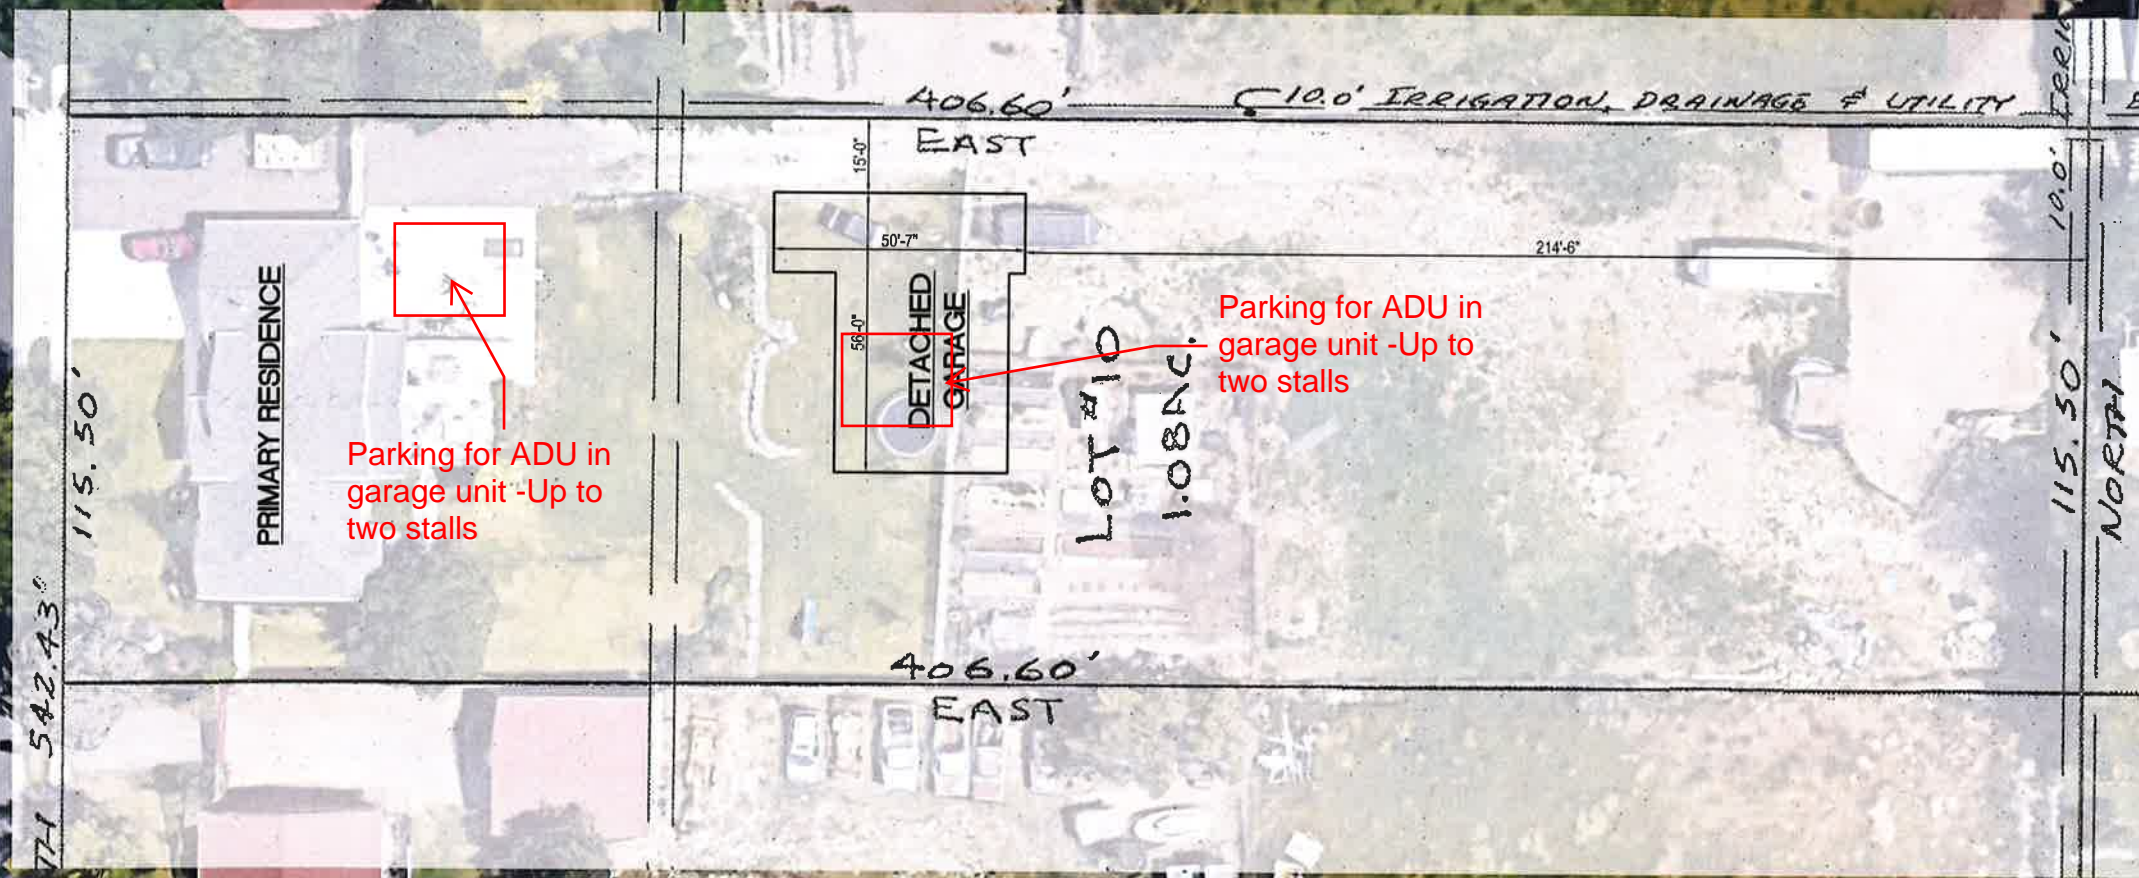 406.60'
10.0' IRRIGATION, DRAINAGE & UTILITY
EAST
15'-0"
10.0'
50'-7"
214'-6"
PRIMARY RESIDENCE
56'-0"
DETACHED
GARAGE
Parking for ADU in
garage unit -Up to
two stalls
LOT #10
1.08 AC.
Parking for ADU in
garage unit -Up to
two stalls
115.50'
115.50'
NORTH
542.43'
406.60'
EAST